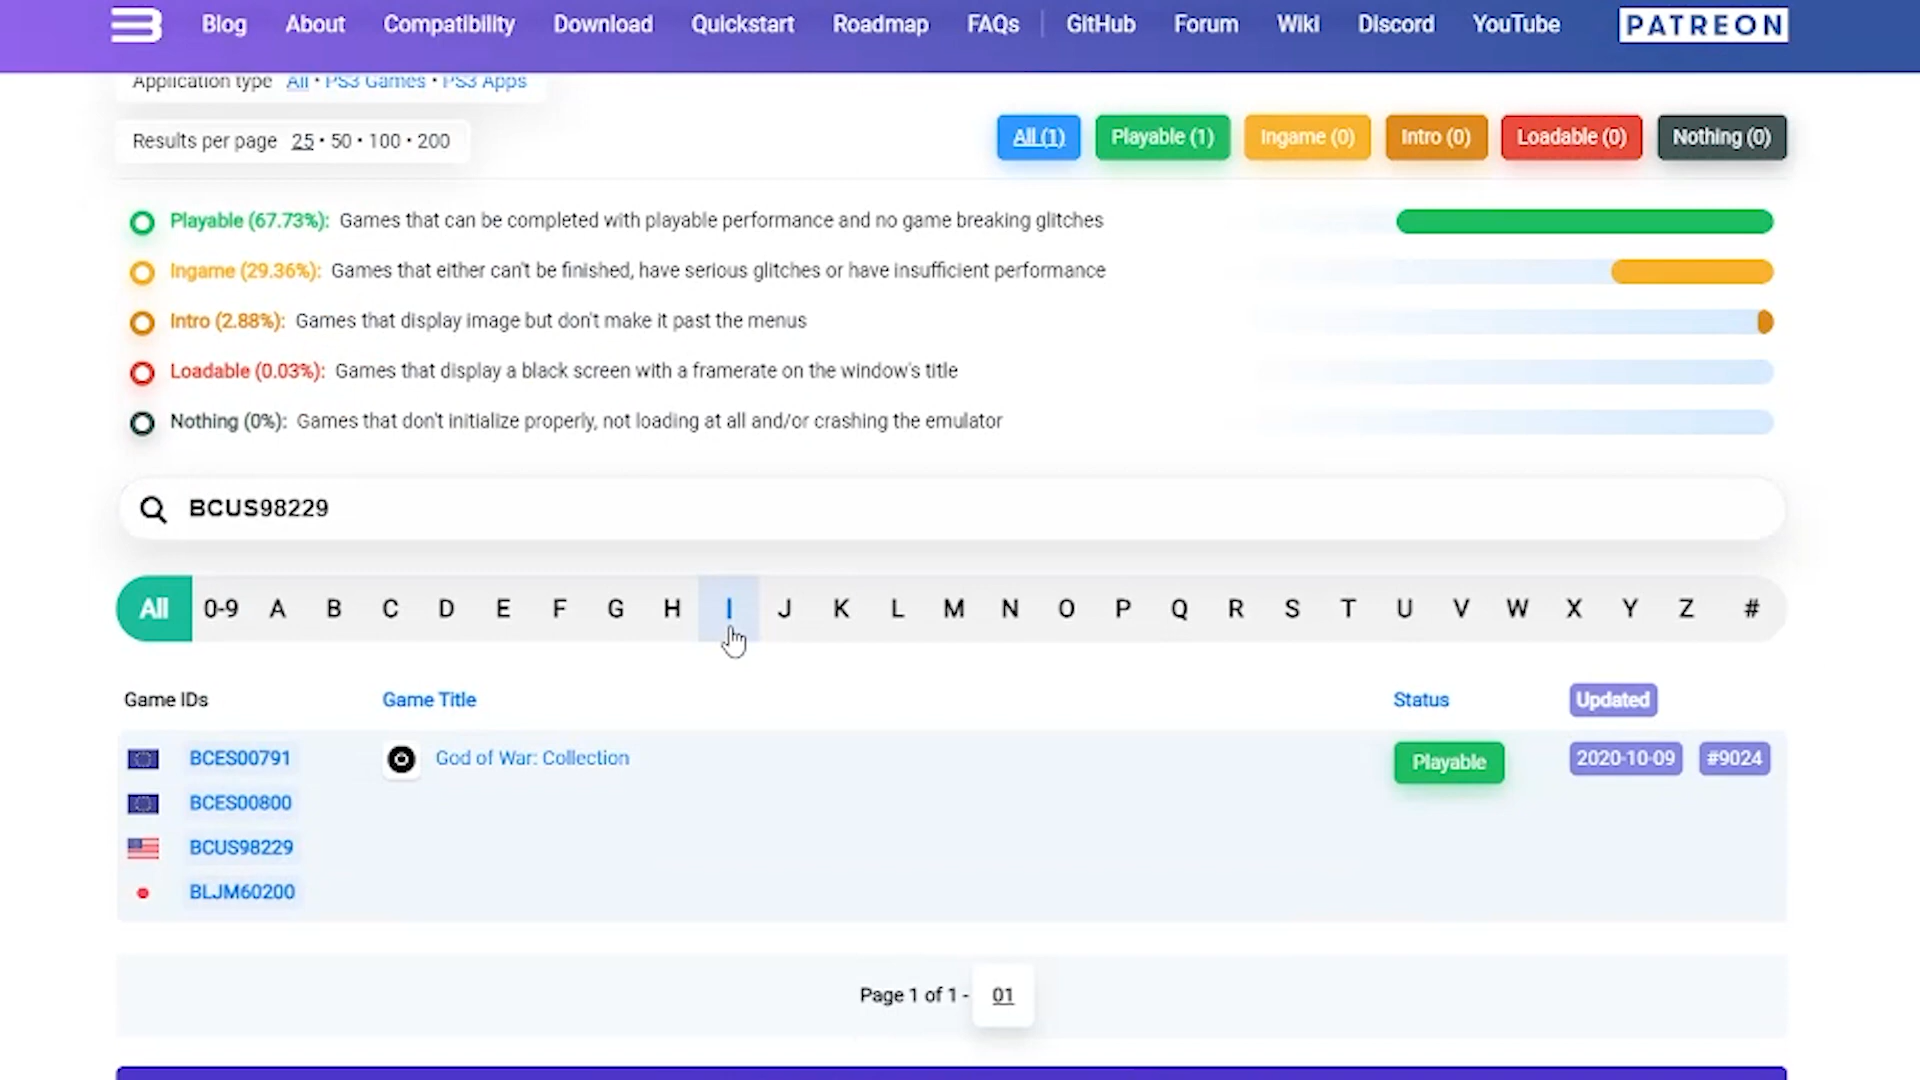 Blog About Compatibility Download Quickstart Roadmap FAQs GitHub Forum Wiki Discord YouTube PATREON
Application type All • PS3 Games • PS3 Apps
Results per page 25 • 50 • 100 • 200
All (1) Playable (1) Ingame (0) Intro (0) Loadable (0) Nothing (0)
Playable (67.73%): Games that can be completed with playable performance and no game breaking glitches
Ingame (29.36%): Games that either can't be finished, have serious glitches or have insufficient performance
Intro (2.88%): Games that display image but don't make it past the menus
Loadable (0.03%): Games that display a black screen with a framerate on the window's title
Nothing (0%): Games that don't initialize properly, not loading at all and/or crashing the emulator
BCUS98229
All 0-9 A B C D E F G H I J K L M N O P Q R S T U V W X Y Z #
Game IDs Game Title Status Updated
BCES00791 God of War: Collection Playable 2020-10-09 #9024
BCES00800
BCUS98229
BLJM60200
Page 1 of 1 - 01